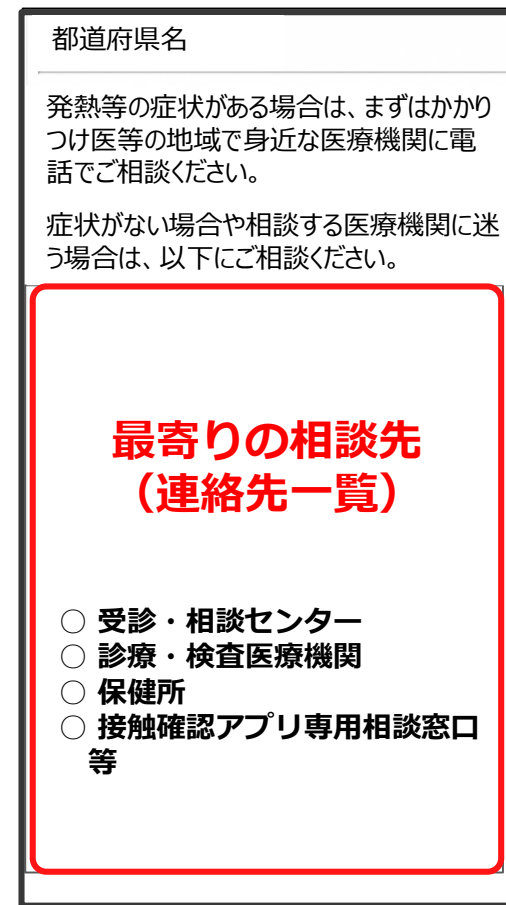 都道府県名
発熱等の症状がある場合は、まずはかかり
つけ医等の地域で身近な医療機関に電
話でご相談ください。
症状がない場合や相談する医療機関に迷
う場合は、以下にご相談ください。
最寄りの相談先
（連絡先一覧）
○ 受診・相談センター
○ 診療・検査医療機関
○ 保健所
○ 接触確認アプリ専用相談窓口
等